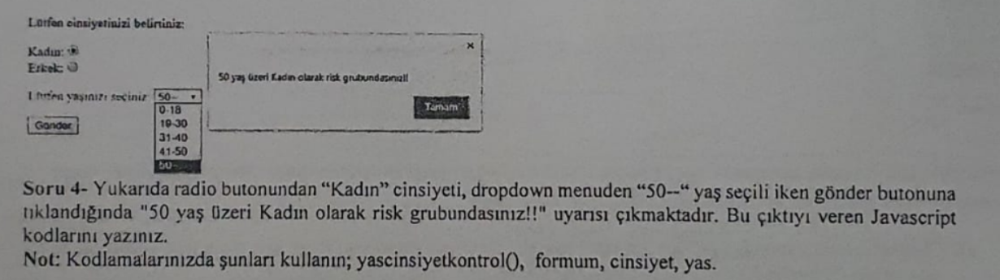 Lütfen cinsiyetinizi belirtiniz:
Kadın:
Erkek:
50 yaş üzeri Kadın olarak risk grubundasınız!!
Tamam
Lütfen yaşınızı seçiniz 50--
0-18
19-30
31-40
41-50
50--
Gönder
Soru 4- Yukarıda radio butonundan “Kadın” cinsiyeti, dropdown menuden “50--“ yaş seçili iken gönder butonuna
tıklandığında "50 yaş üzeri Kadın olarak risk grubundasınız!!" uyarısı çıkmaktadır. Bu çıktıyı veren Javascript
kodlarını yazınız.
Not: Kodlamalarınızda şunları kullanın; yascinsiyetkontrol(), formum, cinsiyet, yas.